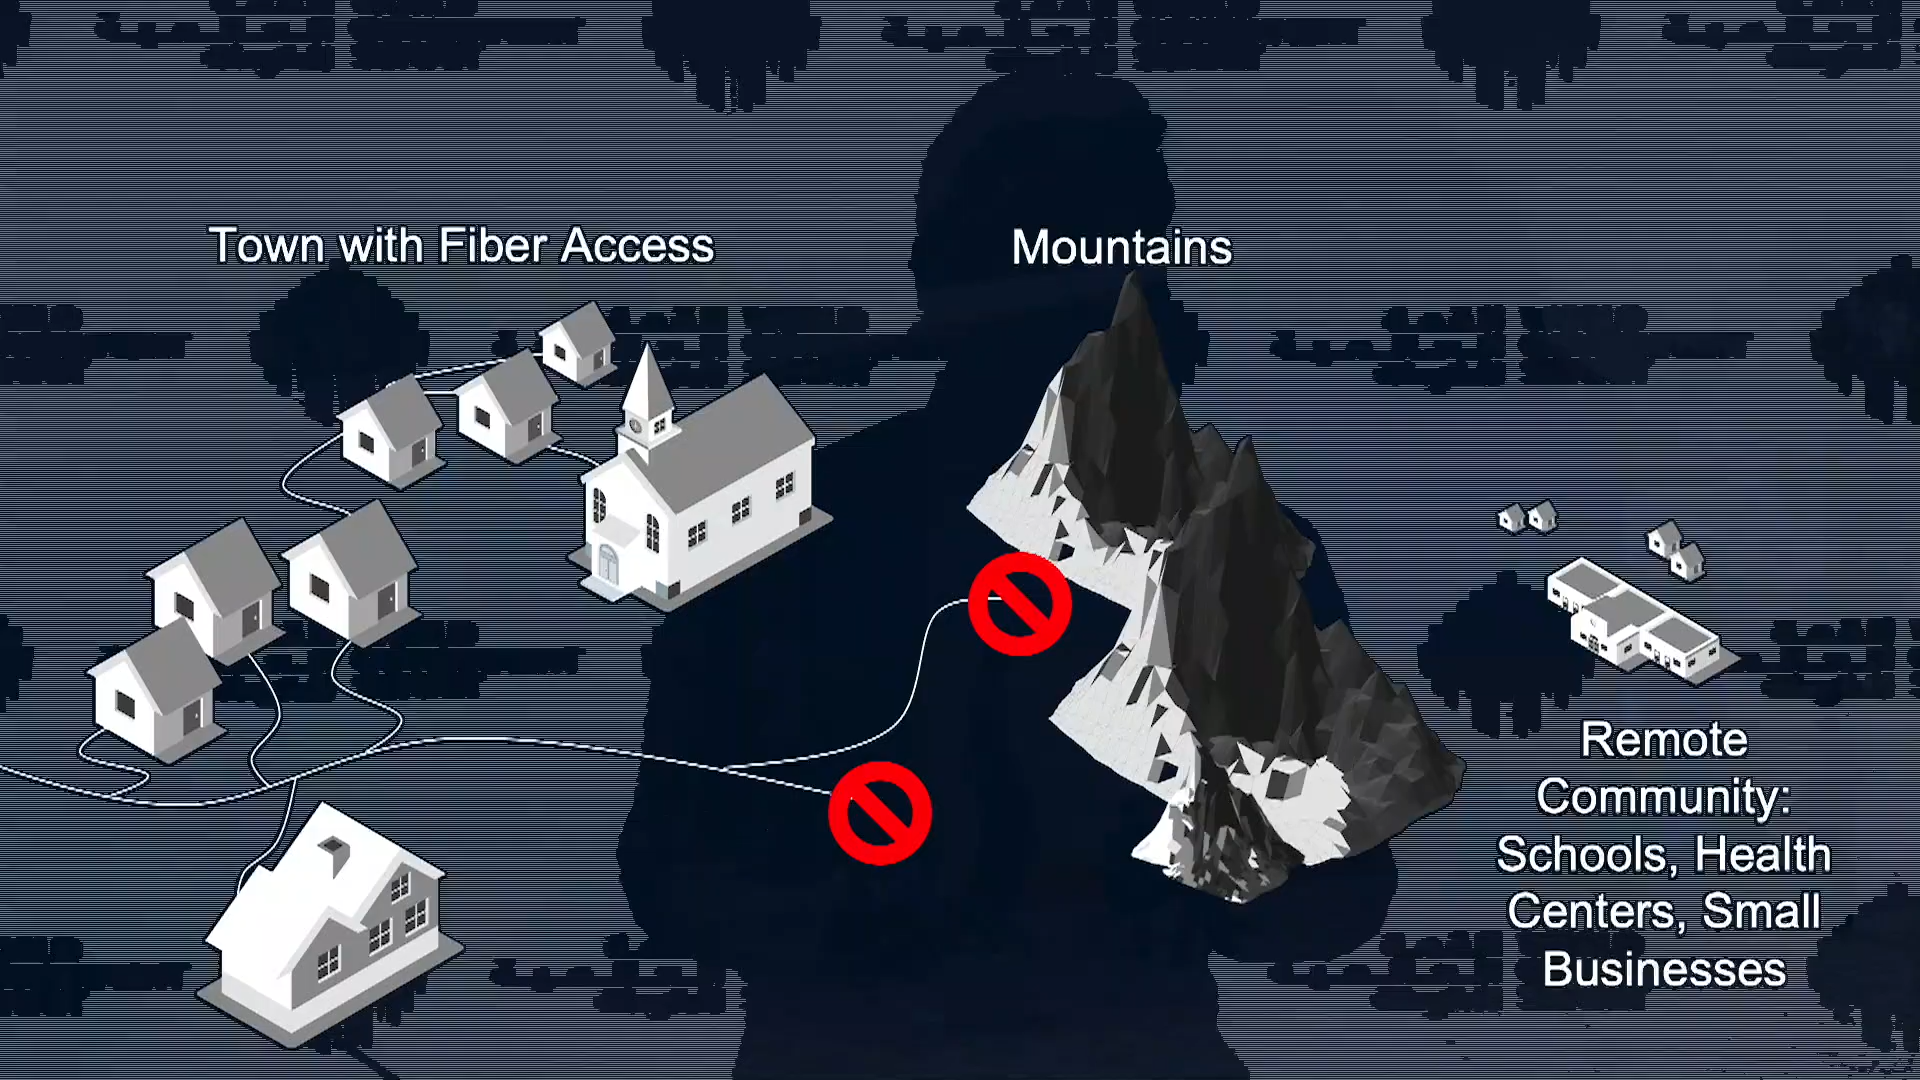 Town with Fiber Access
Mountains
Remote
Community:
Schools, Health
Centers, Small
Businesses